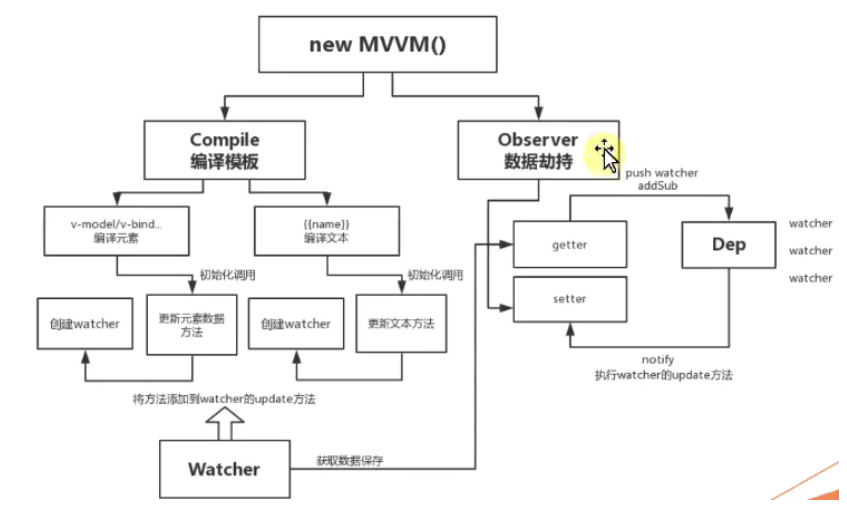 new MVVM()
Compile
编译模板
Observer
数据劫持
push watcher
addSub
v-model/v-bind...
编译元素
{{name}}
编译文本
getter
Dep
watcher
watcher
watcher
初始化调用
初始化调用
setter
创建watcher
更新元素数据
方法
创建watcher
更新文本方法
notify
执行watcher的update方法
将方法添加到watcher的update方法
Watcher
获取数据保存